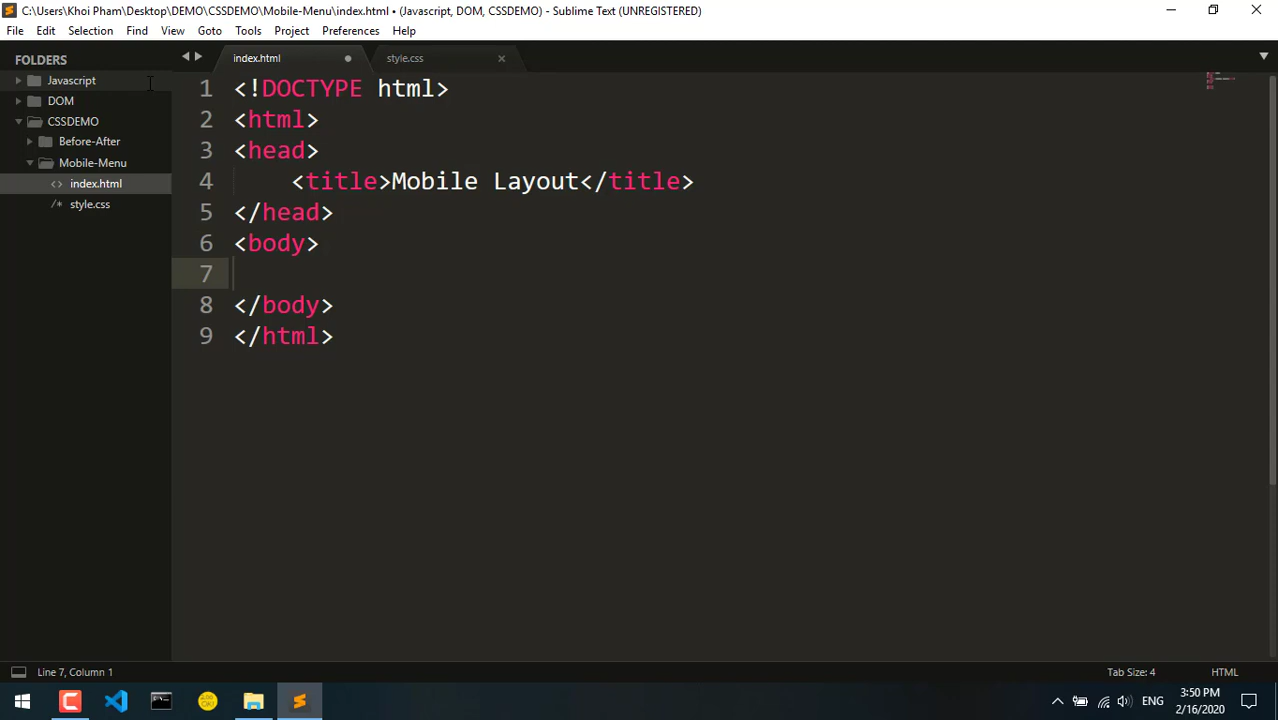 C:\Users\Khoi Pham\Desktop\DEMO\CSSDEMO\Mobile-Menu\index.html • (Javascript, DOM, CSSDEMO) - Sublime Text (UNREGISTERED)
File Edit Selection Find View Goto Tools Project Preferences Help
FOLDERS
Javascript
DOM
CSSDEMO
Before-After
Mobile-Menu
<> index.html
/* style.css
index.html style.css
1 <!DOCTYPE html>
2 <html>
3 <head>
4 <title>Mobile Layout</title>
5 </head>
6 <body>
7
8 </body>
9 </html>
Line 7, Column 1 Tab Size: 4 HTML
ENG
3:50 PM
2/16/2020